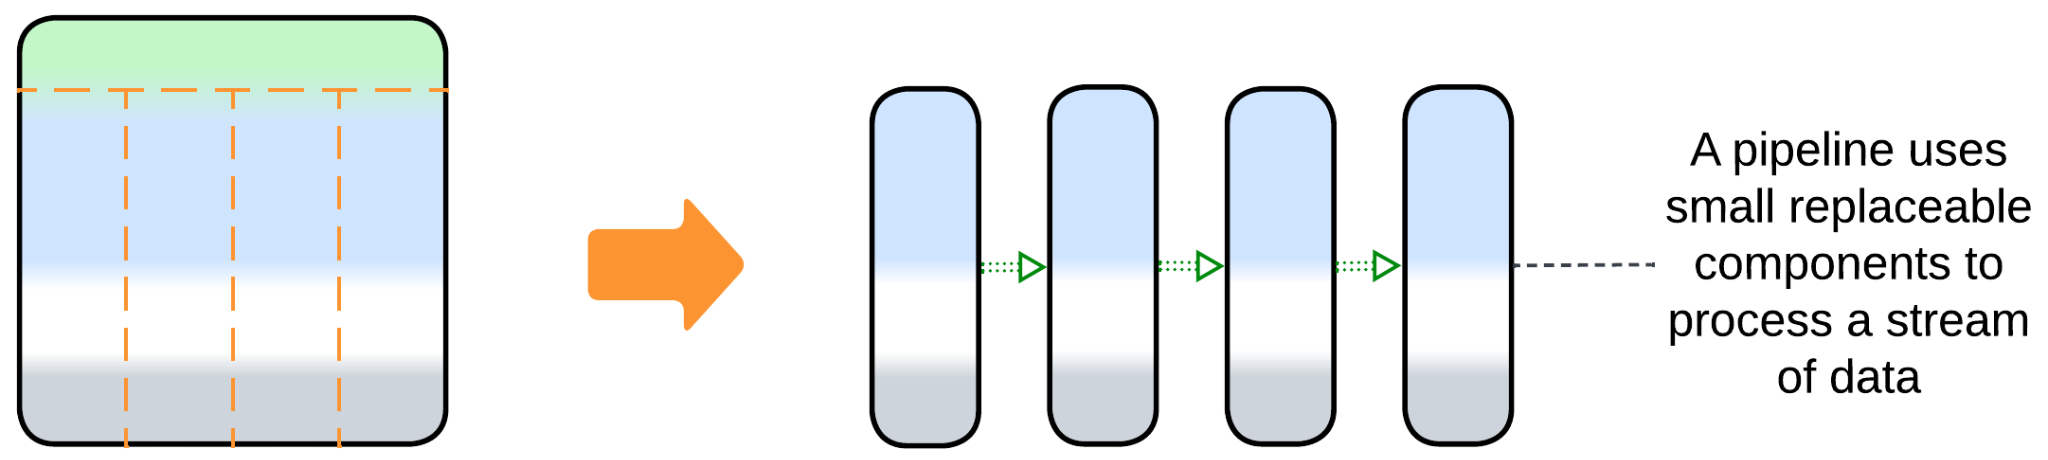 A pipeline uses
small replaceable
components to
process a stream
of data